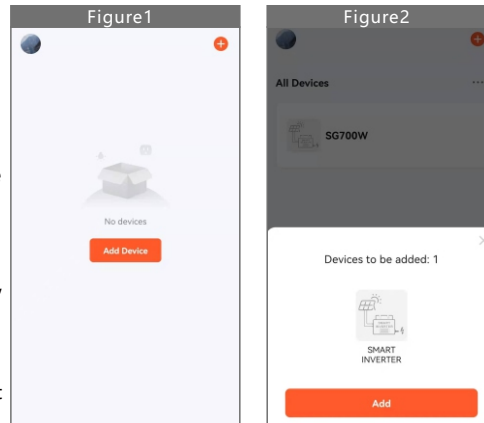 Figure1
No devices
Add Device
Figure2
All Devices
SG700W
Devices to be added: 1
SMART
INVERTER
Add